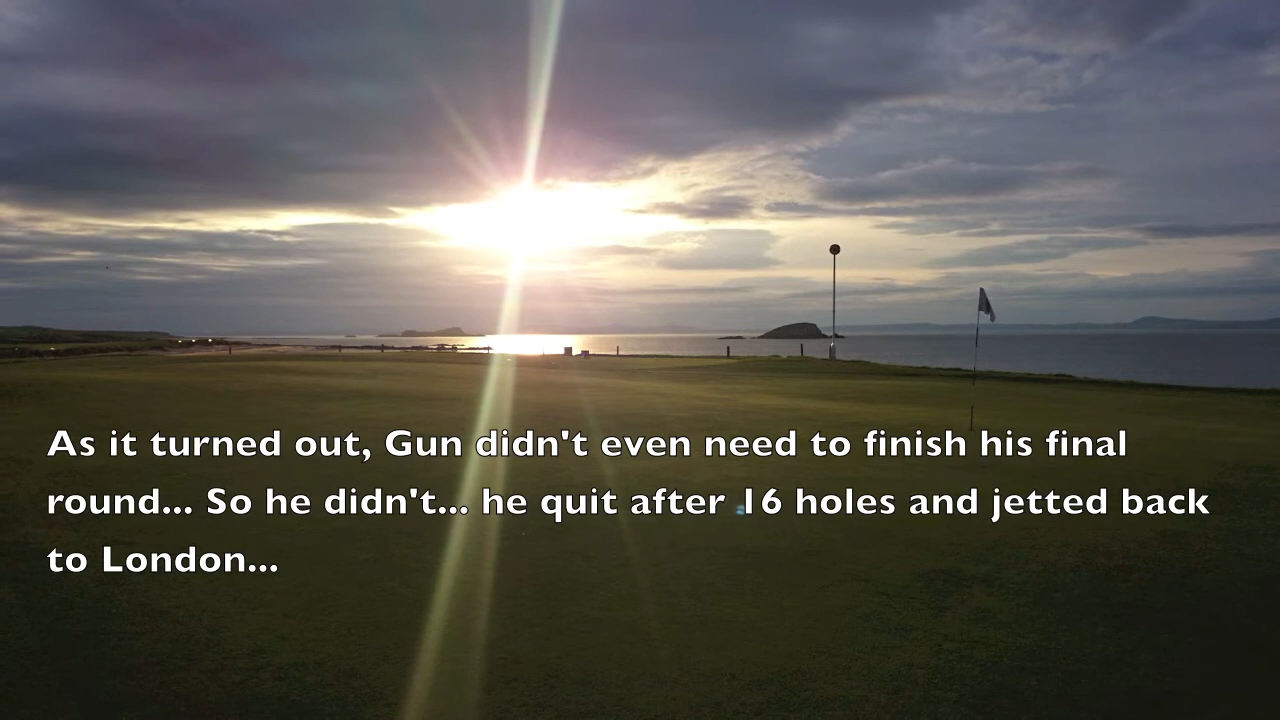 As it turned out, Gun didn't even need to finish his final
round... So he didn't... he quit after 16 holes and jetted back
to London...